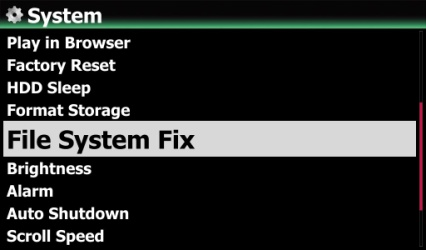 System
Play in Browser
Factory Reset
HDD Sleep
Format Storage
File System Fix
Brightness
Alarm
Auto Shutdown
Scroll Speed